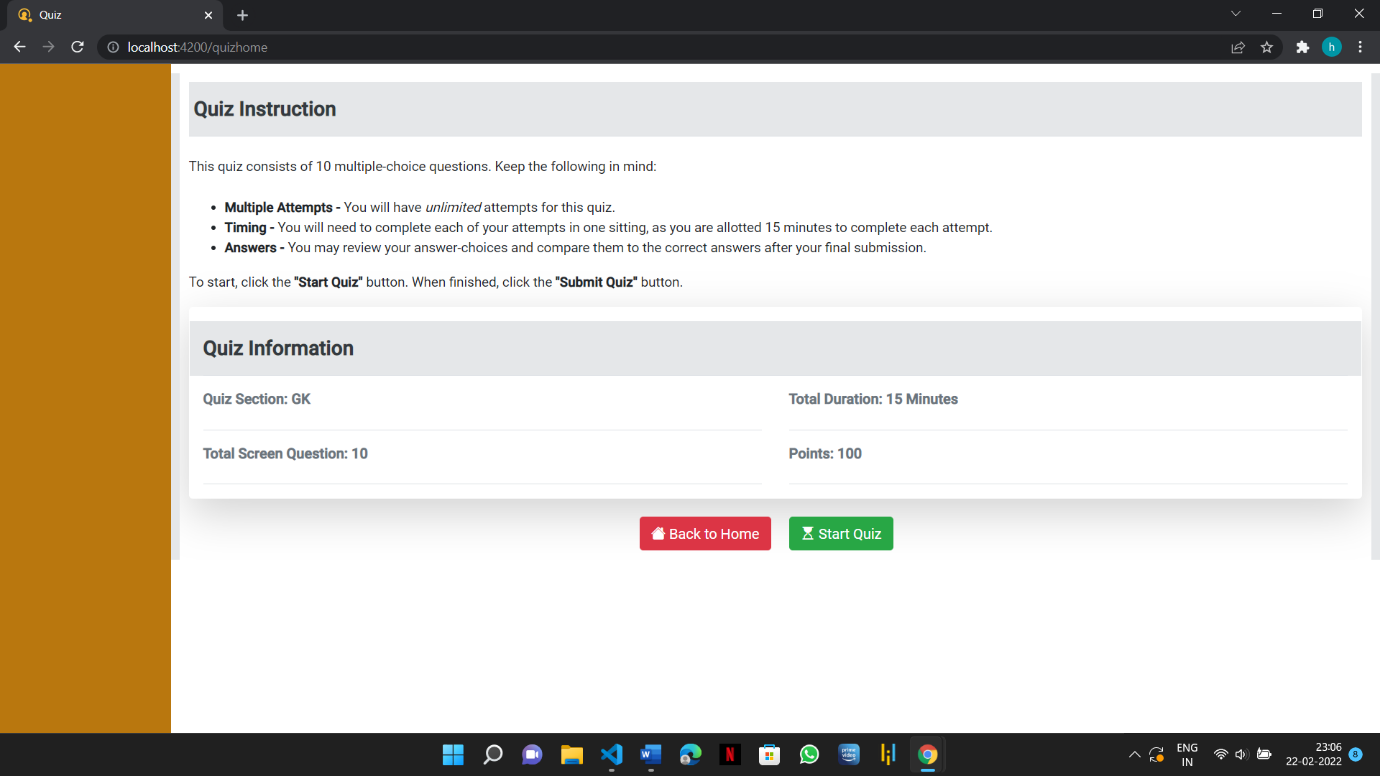 Quiz
localhost:4200/quizhome
h
Quiz Instruction
This quiz consists of 10 multiple-choice questions. Keep the following in mind:
• Multiple Attempts - You will have unlimited attempts for this quiz.
• Timing - You will need to complete each of your attempts in one sitting, as you are allotted 15 minutes to complete each attempt.
• Answers - You may review your answer-choices and compare them to the correct answers after your final submission.
To start, click the "Start Quiz" button. When finished, click the "Submit Quiz" button.
Quiz Information
Quiz Section: GK
Total Duration: 15 Minutes
Total Screen Question: 10
Points: 100
Back to Home
Start Quiz
W
N
prime video
ENG
IN
23:06
22-02-2022
8